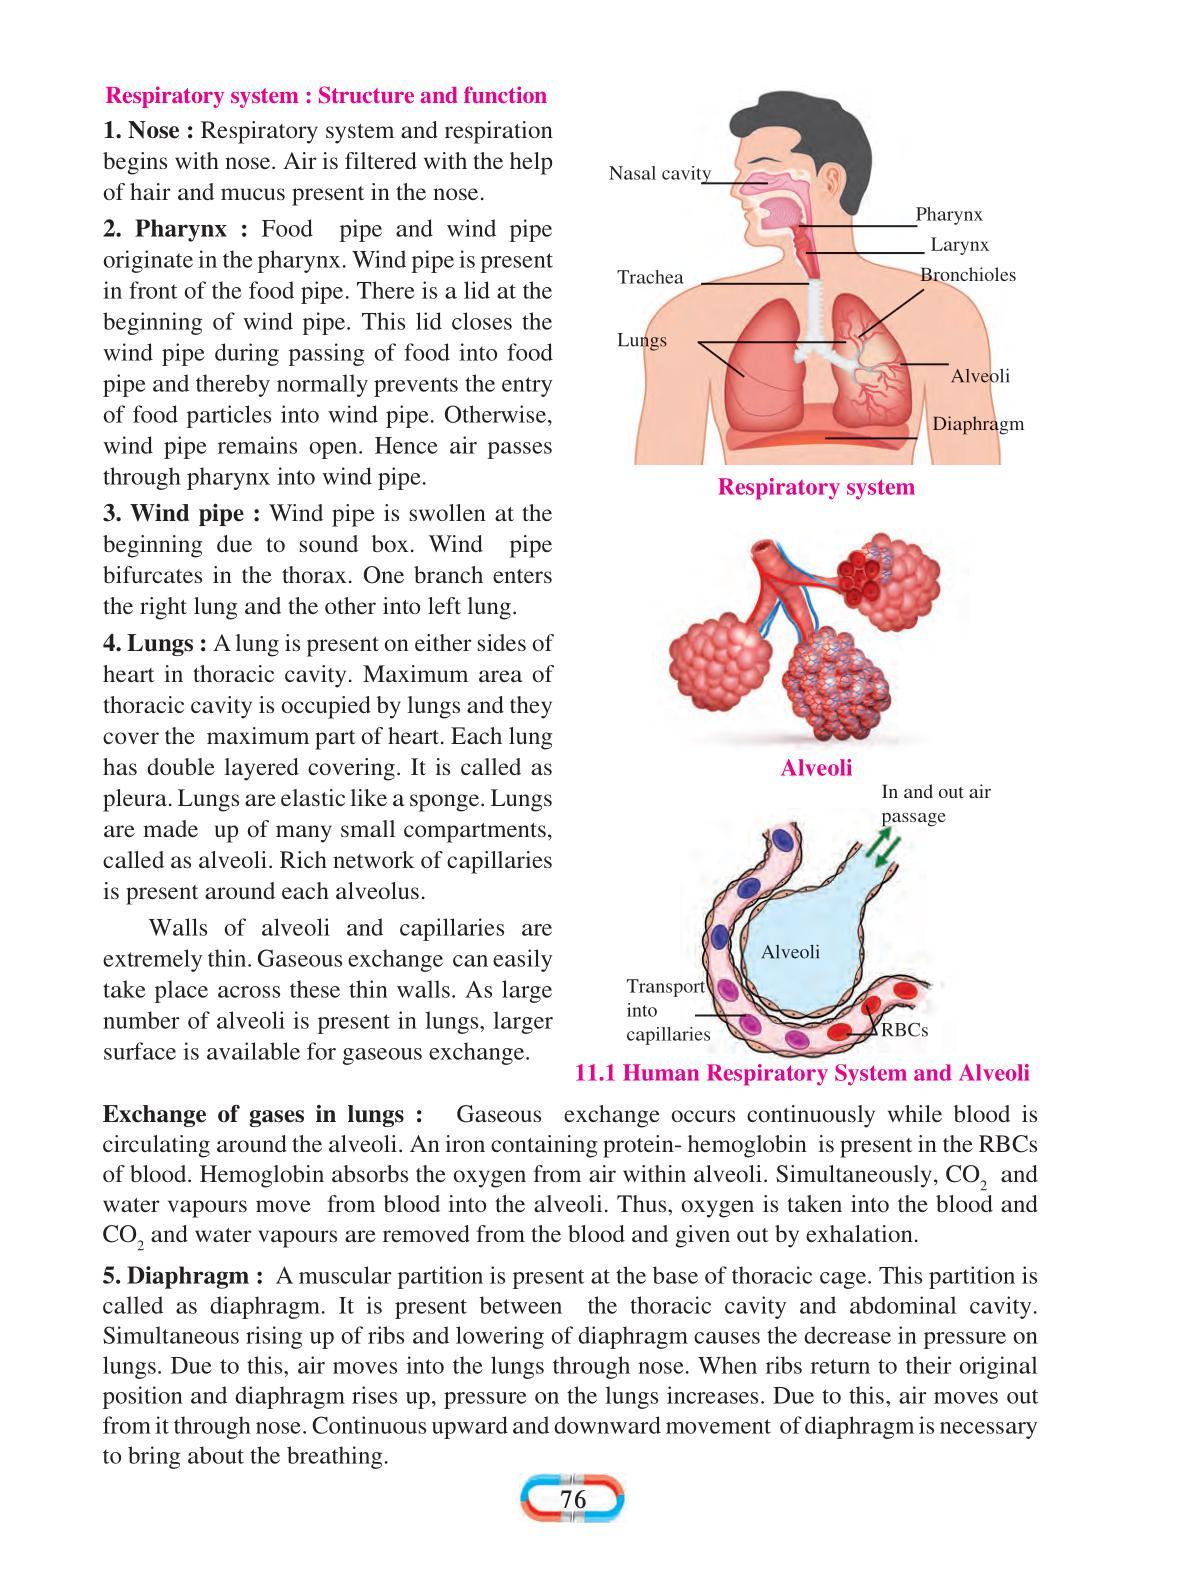 Respiratory system : Structure and function
1. Nose : Respiratory system and respiration
begins with nose. Air is filtered with the help
of hair and mucus present in the nose.
2. Pharynx : Food pipe and wind pipe
originate in the pharynx. Wind pipe is present
in front of the food pipe. There is a lid at the
beginning of wind pipe. This lid closes the
wind pipe during passing of food into food
pipe and thereby normally prevents the entry
of food particles into wind pipe. Otherwise,
wind pipe remains open. Hence air passes
through pharynx into wind pipe.
3. Wind pipe : Wind pipe is swollen at the
beginning due to sound box. Wind pipe
bifurcates in the thorax. One branch enters
the right lung and the other into left lung.
4. Lungs : A lung is present on either sides of
heart in thoracic cavity. Maximum area of
thoracic cavity is occupied by lungs and they
cover the maximum part of heart. Each lung
has double layered covering. It is called as
pleura. Lungs are elastic like a sponge. Lungs
are made up of many small compartments,
called as alveoli. Rich network of capillaries
is present around each alveolus.
Walls of alveoli and capillaries are
extremely thin. Gaseous exchange can easily
take place across these thin walls. As large
number of alveoli is present in lungs, larger
surface is available for gaseous exchange.
Nasal cavity
Pharynx
Larynx
Trachea
Bronchioles
Lungs
Alveoli
Diaphragm
Respiratory system
Alveoli
In and out air
passage
Alveoli
Transport
into
capillaries
RBCs
11.1 Human Respiratory System and Alveoli
Exchange of gases in lungs : Gaseous exchange occurs continuously while blood is
circulating around the alveoli. An iron containing protein- hemoglobin is present in the RBCs
of blood. Hemoglobin absorbs the oxygen from air within alveoli. Simultaneously, CO₂ and
water vapours move from blood into the alveoli. Thus, oxygen is taken into the blood and
CO₂ and water vapours are removed from the blood and given out by exhalation.
5. Diaphragm : A muscular partition is present at the base of thoracic cage. This partition is
called as diaphragm. It is present between the thoracic cavity and abdominal cavity.
Simultaneous rising up of ribs and lowering of diaphragm causes the decrease in pressure on
lungs. Due to this, air moves into the lungs through nose. When ribs return to their original
position and diaphragm rises up, pressure on the lungs increases. Due to this, air moves out
from it through nose. Continuous upward and downward movement of diaphragm is necessary
to bring about the breathing.
76